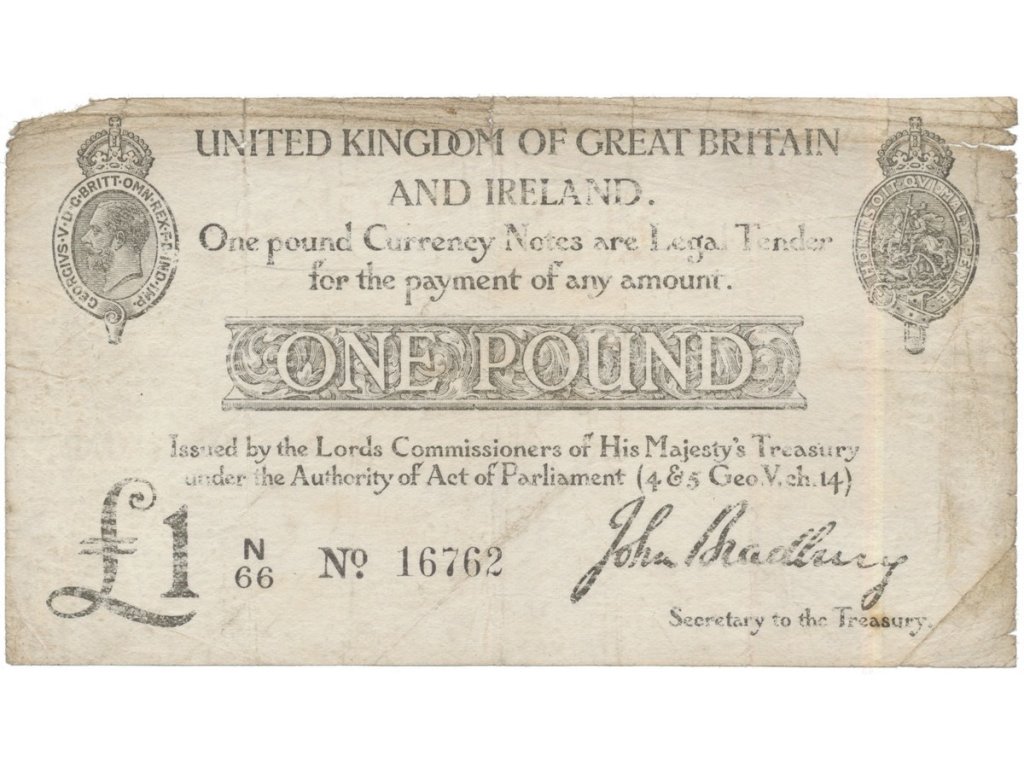 UNITED KINGDOM OF GREAT BRITAIN
AND IRELAND.
GEORGIVS·V·D·G·BRITT·OMN·REX·F·D·IND·IMP·
HONI·SOIT·QVI·MAL·Y·PENSE
One pound Currency Notes are Legal Tender
for the payment of any amount.
ONE POUND
Issued by the Lords Commissioners of His Majesty's Treasury
under the Authority of Act of Parliament (4 & 5 Geo.V. ch.14)
£1
N
66
No. 16762
John Bradbury
Secretary to the Treasury.